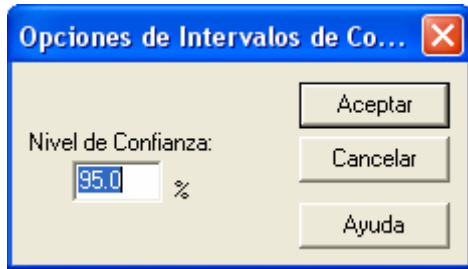 Opciones de Intervalos de Co...
Aceptar
Nivel de Confianza:
Cancelar
95.0 %
Ayuda